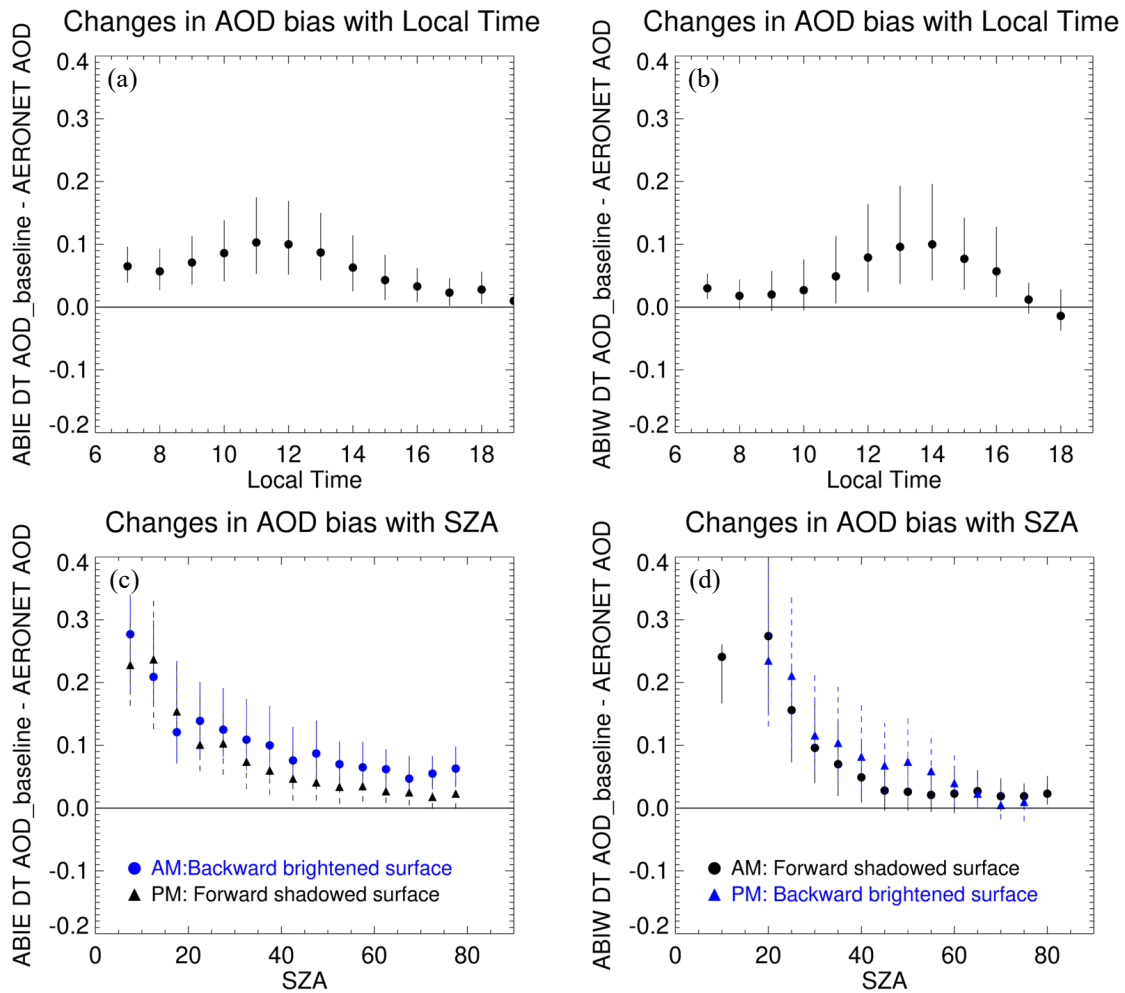 Changes in AOD bias with Local Time
ABIE DT AOD_baseline - AERONET AOD
(a)
0.4
0.3
0.2
0.1
0.0
-0.1
-0.2
6 8 10 12 14 16 18
Local Time
Changes in AOD bias with Local Time
ABIW DT AOD_baseline - AERONET AOD
(b)
0.4
0.3
0.2
0.1
0.0
-0.1
-0.2
6 8 10 12 14 16 18
Local Time
Changes in AOD bias with SZA
ABIE DT AOD_baseline - AERONET AOD
(c)
0.4
0.3
0.2
0.1
0.0
-0.1
-0.2
AM:Backward brightened surface
PM: Forward shadowed surface
0 20 40 60 80
SZA
Changes in AOD bias with SZA
ABIW DT AOD_baseline - AERONET AOD
(d)
0.4
0.3
0.2
0.1
0.0
-0.1
-0.2
AM: Forward shadowed surface
PM: Backward brightened surface
0 20 40 60 80
SZA